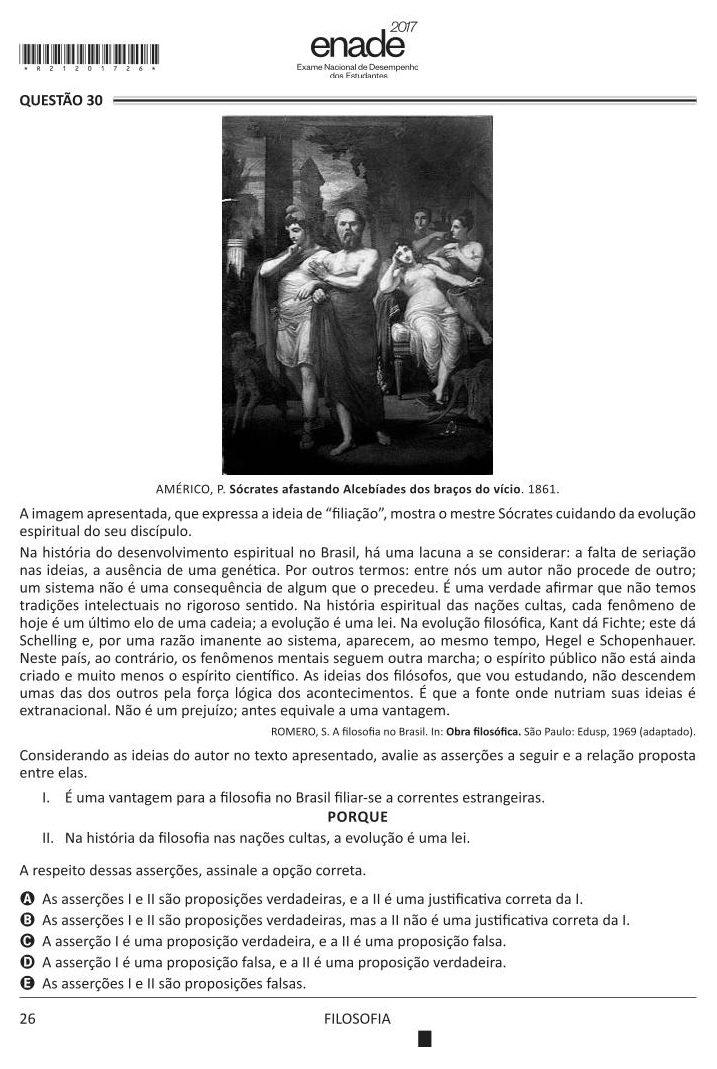 2017
enade
Exame Nacional de Desempenho
dos Estudantes
*R21201726*
QUESTÃO 30
AMÉRICO, P. Sócrates afastando Alcebíades dos braços do vício. 1861.
A imagem apresentada, que expressa a ideia de “filiação”, mostra o mestre Sócrates cuidando da evolução
espiritual do seu discípulo.
Na história do desenvolvimento espiritual no Brasil, há uma lacuna a se considerar: a falta de seriação
nas ideias, a ausência de uma genética. Por outros termos: entre nós um autor não procede de outro;
um sistema não é uma consequência de algum que o precedeu. É uma verdade afirmar que não temos
tradições intelectuais no rigoroso sentido. Na história espiritual das nações cultas, cada fenômeno de
hoje é um último elo de uma cadeia; a evolução é uma lei. Na evolução filosófica, Kant dá Fichte; este dá
Schelling e, por uma razão imanente ao sistema, aparecem, ao mesmo tempo, Hegel e Schopenhauer.
Neste país, ao contrário, os fenômenos mentais seguem outra marcha; o espírito público não está ainda
criado e muito menos o espírito científico. As ideias dos filósofos, que vou estudando, não descendem
umas das dos outros pela força lógica dos acontecimentos. É que a fonte onde nutriam suas ideias é
extranacional. Não é um prejuízo; antes equivale a uma vantagem.
ROMERO, S. A filosofia no Brasil. In: Obra filosófica. São Paulo: Edusp, 1969 (adaptado).
Considerando as ideias do autor no texto apresentado, avalie as asserções a seguir e a relação proposta
entre elas.
I. É uma vantagem para a filosofia no Brasil filiar-se a correntes estrangeiras.
PORQUE
II. Na história da filosofia nas nações cultas, a evolução é uma lei.
A respeito dessas asserções, assinale a opção correta.
A As asserções I e II são proposições verdadeiras, e a II é uma justificativa correta da I.
B As asserções I e II são proposições verdadeiras, mas a II não é uma justificativa correta da I.
C A asserção I é uma proposição verdadeira, e a II é uma proposição falsa.
D A asserção I é uma proposição falsa, e a II é uma proposição verdadeira.
E As asserções I e II são proposições falsas.
26
FILOSOFIA